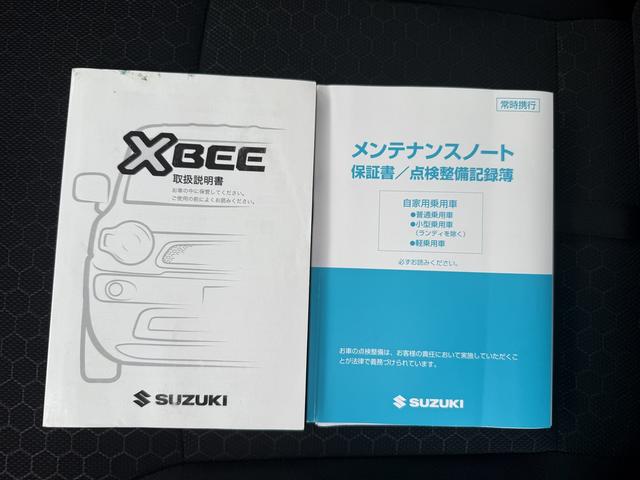 XBEE
取扱説明書
お車の中に保管してください。
ご使用の前によくお読みください。
SUZUKI
常時携行
メンテナンスノート
保証書／点検整備記録簿
自家用乗用車
●普通乗用車
●小型乗用車
(ランディを除く)
●軽乗用車
必ずお読みください。
お車の点検整備は、お客様の責任において実施していただくこ
とが法律で義務づけられています。
SUZUKI